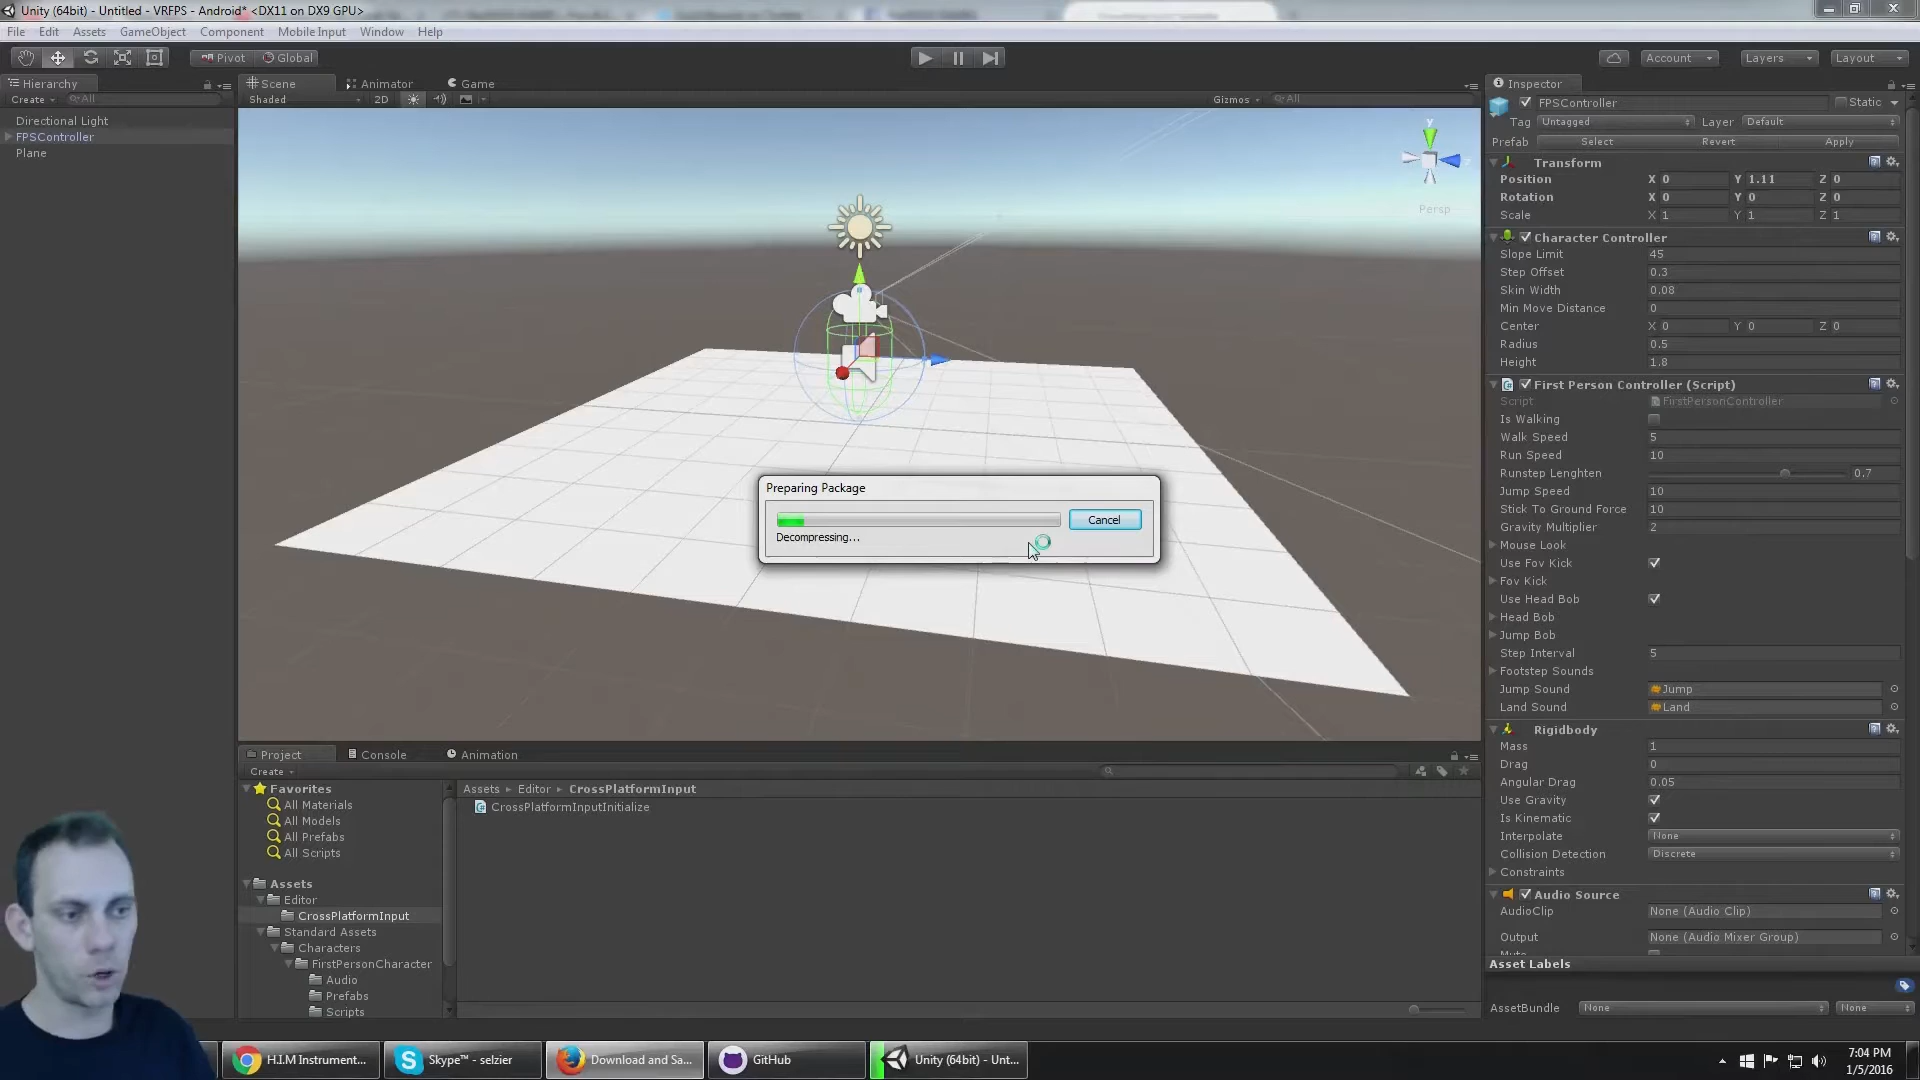 Unity (64bit) - Untitled - VRFPS - Android* <DX11 on DX9 GPU>
File Edit Assets GameObject Component Mobile Input Window Help
Pivot Global Account Layers Layout
Hierarchy
Create All
Directional Light
FPSController
Plane
Scene Animator Game
Shaded 2D Gizmos All
y
Persp
Preparing Package
Cancel
Decompressing...
Inspector
FPSController Static
Tag Untagged Layer Default
Prefab Select Revert Apply
Transform
Position X 0 Y 1.11 Z 0
Rotation X 0 Y 0 Z 0
Scale X 1 Y 1 Z 1
Character Controller
Slope Limit 45
Step Offset 0.3
Skin Width 0.08
Min Move Distance 0
Center X 0 Y 0 Z 0
Radius 0.5
Height 1.8
First Person Controller (Script)
Script FirstPersonController
Is Walking
Walk Speed 5
Run Speed 10
Runstep Lenghten 0.7
Jump Speed 10
Stick To Ground Force 10
Gravity Multiplier 2
Mouse Look
Use Fov Kick
Fov Kick
Use Head Bob
Head Bob
Jump Bob
Step Interval 5
Footstep Sounds
Jump Sound Jump
Land Sound Land
Rigidbody
Mass 1
Drag 0
Angular Drag 0.05
Use Gravity
Is Kinematic
Interpolate None
Collision Detection Discrete
Constraints
Audio Source
AudioClip None (Audio Clip)
Output None (Audio Mixer Group)
Asset Labels
AssetBundle None None
Project Console Animation
Create
Favorites
All Materials
All Models
All Prefabs
All Scripts
Assets
Editor
CrossPlatformInput
Standard Assets
Characters
FirstPersonCharacter
Audio
Prefabs
Scripts
Assets Editor CrossPlatformInput
CrossPlatformInputInitialize
H.I.M Instrument...
Skype™ - selzier
Download and Sa...
GitHub
Unity (64bit) - Unt...
7:04 PM
1/5/2016